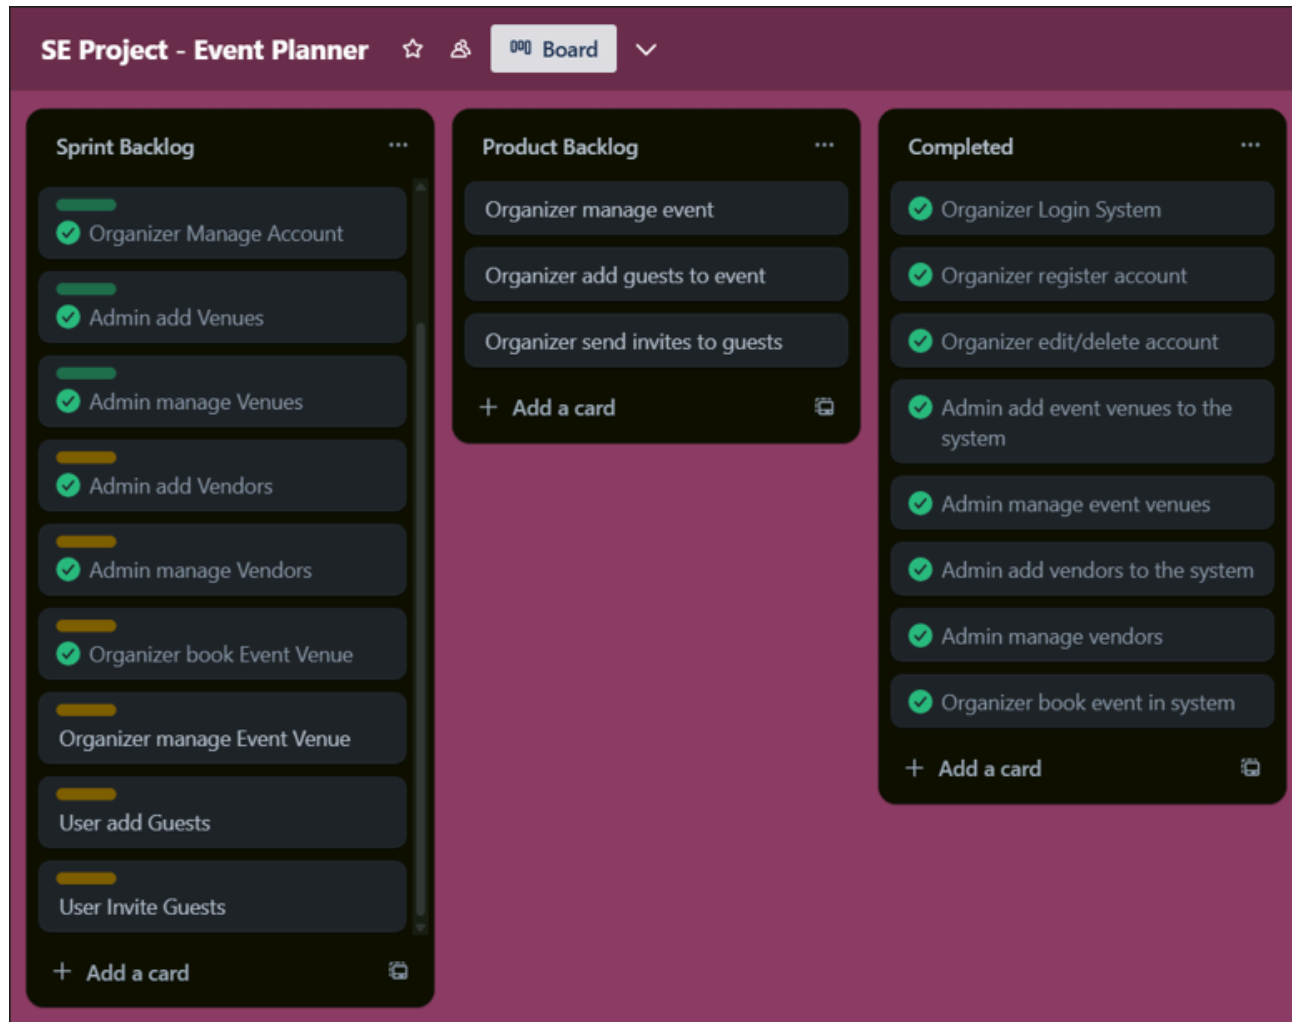 SE Project - Event Planner
Board
Sprint Backlog
Organizer Manage Account
Admin add Venues
Admin manage Venues
Admin add Vendors
Admin manage Vendors
Organizer book Event Venue
Organizer manage Event Venue
User add Guests
User Invite Guests
+ Add a card
Product Backlog
Organizer manage event
Organizer add guests to event
Organizer send invites to guests
+ Add a card
Completed
Organizer Login System
Organizer register account
Organizer edit/delete account
Admin add event venues to the
system
Admin manage event venues
Admin add vendors to the system
Admin manage vendors
Organizer book event in system
+ Add a card